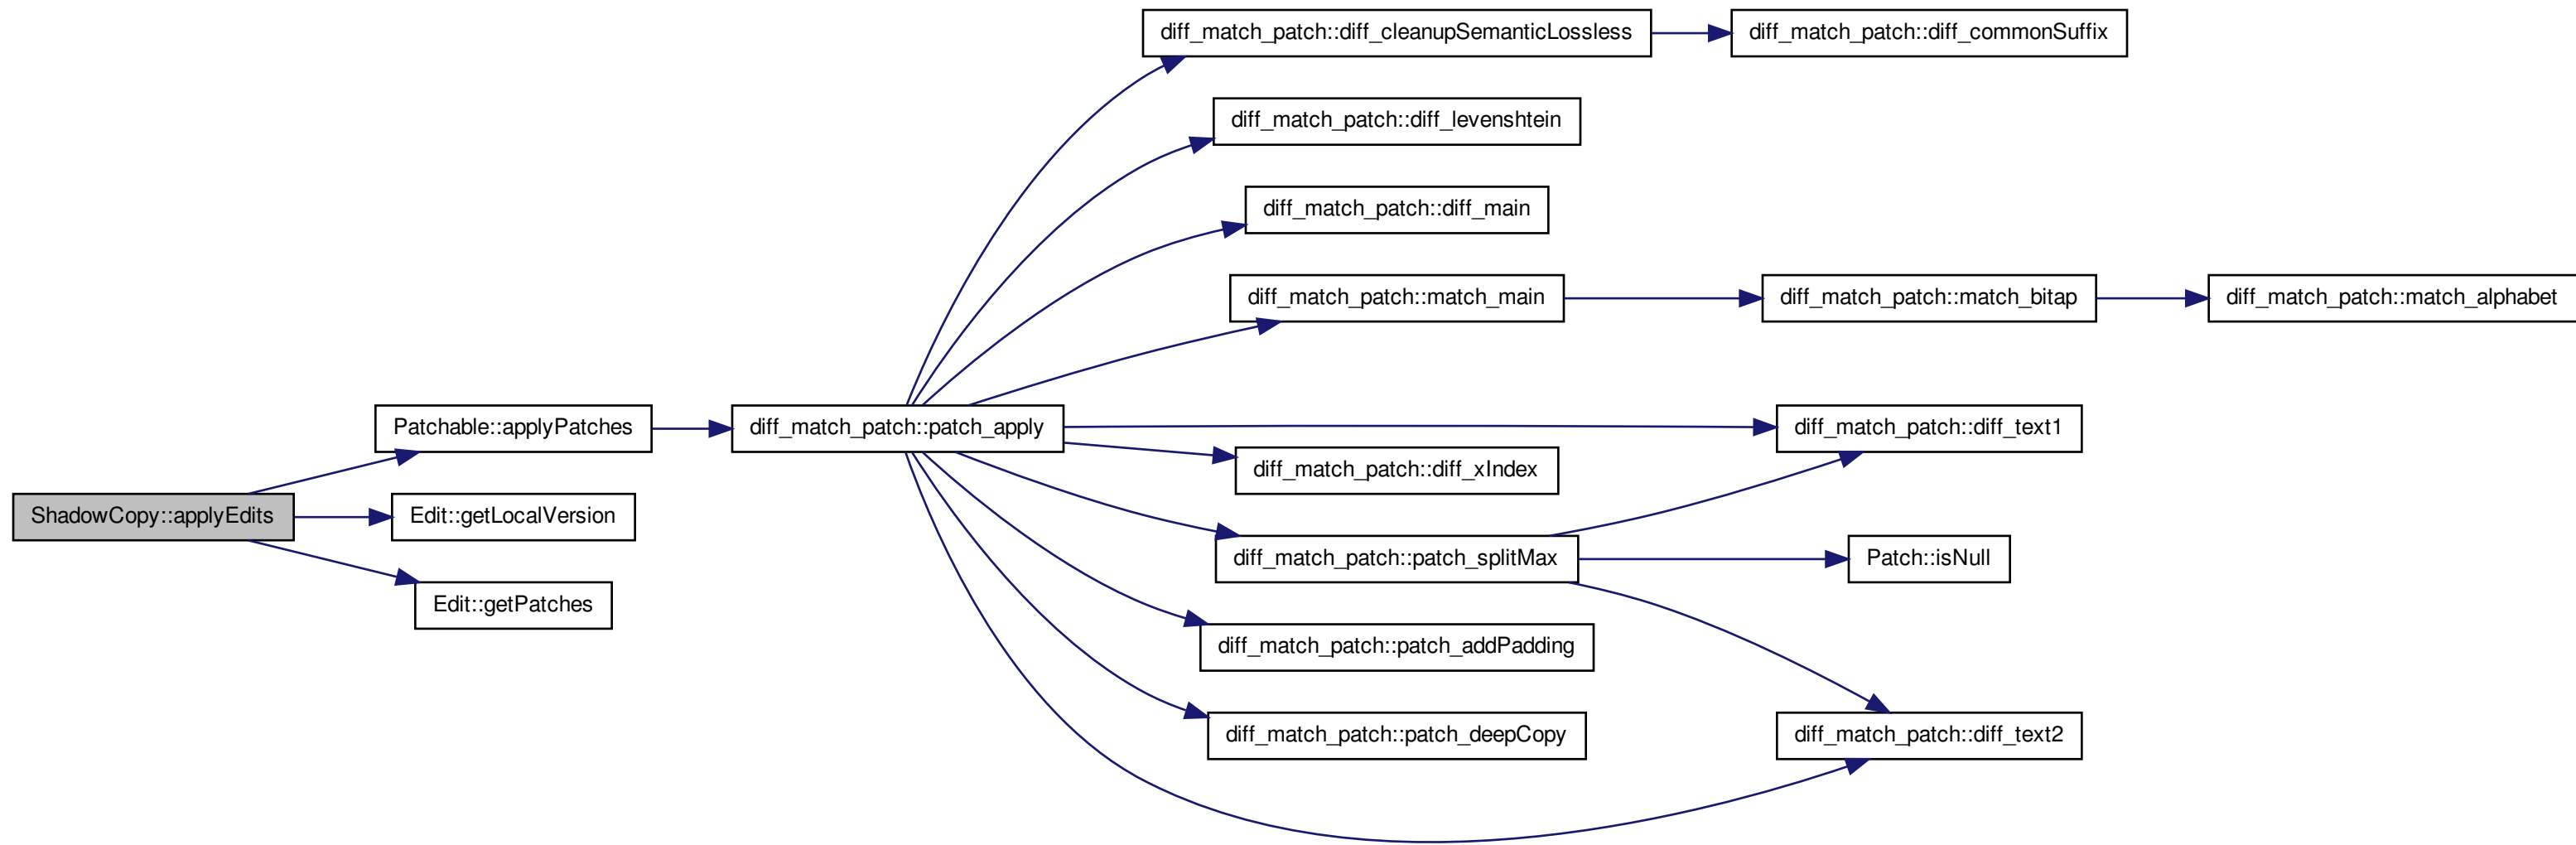 diff_match_patch::diff_cleanupSemanticLossless
diff_match_patch::diff_commonSuffix
diff_match_patch::diff_levenshtein
diff_match_patch::diff_main
diff_match_patch::match_main
diff_match_patch::match_bitap
diff_match_patch::match_alphabet
Patchable::applyPatches
diff_match_patch::patch_apply
diff_match_patch::diff_text1
diff_match_patch::diff_xIndex
ShadowCopy::applyEdits
Edit::getLocalVersion
diff_match_patch::patch_splitMax
Patch::isNull
Edit::getPatches
diff_match_patch::patch_addPadding
diff_match_patch::patch_deepCopy
diff_match_patch::diff_text2